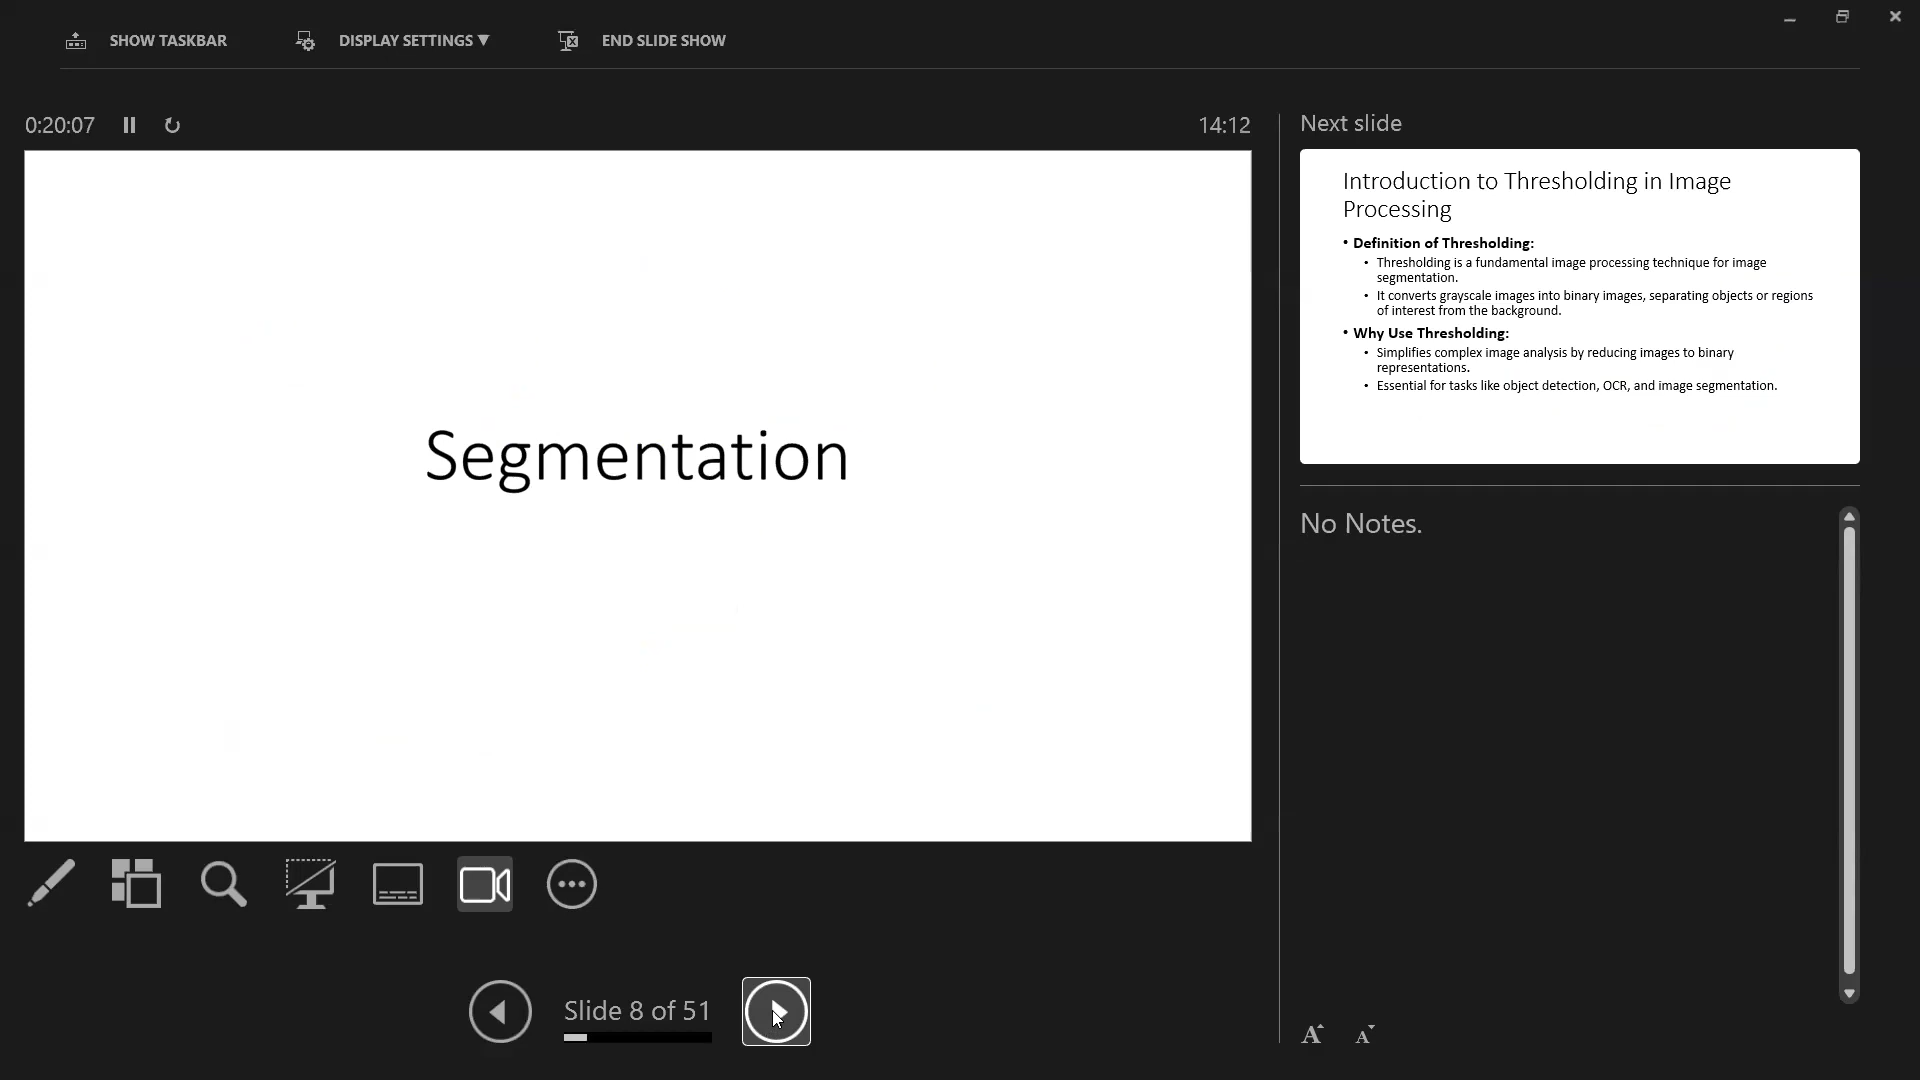 SHOW TASKBAR
DISPLAY SETTINGS ▼
END SLIDE SHOW
0:20:07
14:12
Segmentation
Slide 8 of 51
Next slide
Introduction to Thresholding in Image
Processing
• Definition of Thresholding:
• Thresholding is a fundamental image processing technique for image
segmentation.
• It converts grayscale images into binary images, separating objects or regions
of interest from the background.
• Why Use Thresholding:
• Simplifies complex image analysis by reducing images to binary
representations.
• Essential for tasks like object detection, OCR, and image segmentation.
No Notes.
A A